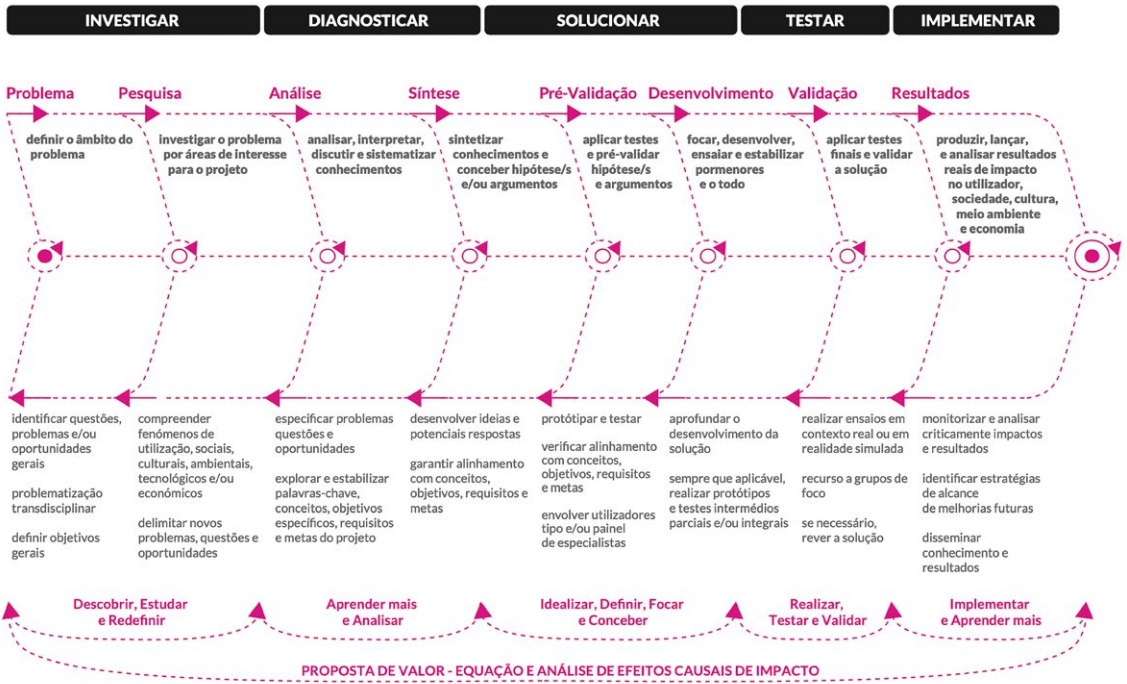 INVESTIGAR
DIAGNOSTICAR
SOLUCIONAR
TESTAR
IMPLEMENTAR
Problema
definir o âmbito do
problema
Pesquisa
investigar o problema
por áreas de interesse
para o projeto
Análise
analisar, interpretar,
discutir e sistematizar
conhecimentos
Síntese
sintetizar
conhecimentos e
conceber hipótese/s
e/ou argumentos
Pré-Validação
aplicar testes
e pré-validar
hipótese/s
e argumentos
Desenvolvimento
focar, desenvolver,
ensaiar e estabilizar
pormenores
e o todo
Validação
aplicar testes
finais e validar
a solução
Resultados
produzir, lançar,
e analisar resultados
reais de impacto
no utilizador,
sociedade, cultura,
meio ambiente
e economia
identificar questões,
problemas e/ou
oportunidades
gerais
problematização
transdisciplinar
definir objetivos
gerais
compreender
fenómenos de
utilização, sociais,
culturais, ambientais,
tecnológicos e/ou
económicos
delimitar novos
problemas, questões e
oportunidades
especificar problemas
questões e
oportunidades
explorar e estabilizar
palavras-chave,
conceitos, objetivos
específicos, requisitos
e metas do projeto
desenvolver ideias e
potenciais respostas
garantir alinhamento
com conceitos,
objetivos, requisitos e
metas
protótipar e testar
verificar alinhamento
com conceitos,
objetivos, requisitos
e metas
envolver utilizadores
tipo e/ou painel
de especialistas
aprofundar o
desenvolvimento da
solução
sempre que aplicável,
realizar protótipos
e testes intermédios
parciais e/ou integrais
realizar ensaios em
contexto real ou em
realidade simulada
recurso a grupos de
foco
se necessário,
rever a solução
monitorizar e analisar
criticamente impactos
e resultados
identificar estratégias
de alcance
de melhorias futuras
disseminar
conhecimento e
resultados
Descobrir, Estudar
e Redefinir
Aprender mais
e Analisar
Idealizar, Definir, Focar
e Conceber
Realizar,
Testar e Validar
Implementar
e Aprender mais
PROPOSTA DE VALOR - EQUAÇÃO E ANÁLISE DE EFEITOS CAUSAIS DE IMPACTO